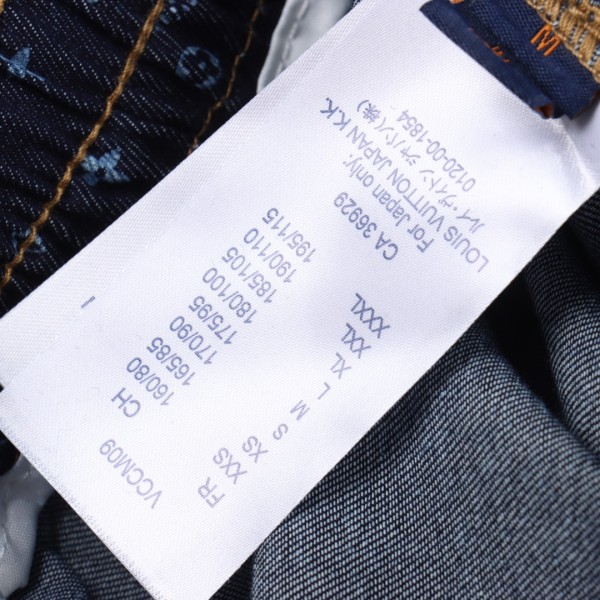 M
VCCM09
CH FR
160/80 XXS
165/85 XS
170/90 S
175/95 M
180/100 L
185/105 XL
190/110 XXL
195/115 XXXL
CA 36929
For Japan only:
LOUIS VUITTON JAPAN K.K.
ルイ・ヴィトン ジャパン(株)
0120-00-1854